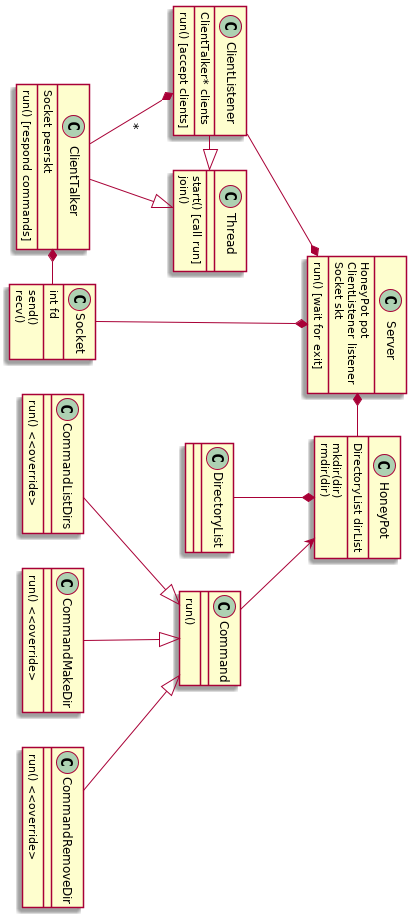 C Server
HoneyPot pot
ClientListener listener
Socket skt
run() [wait for exit]
C HoneyPot
DirectoryList dirList
mkdir(dir)
rmdir(dir)
C ClientListener
ClientTalker* clients
run() [accept clients]
C Thread
start() [call run]
join()
C DirectoryList
C Command
run()
*
C ClientTalker
Socket peerskt
run() [respond commands]
C Socket
int fd
send()
recv()
C CommandListDirs
run() <<override>
C CommandMakeDir
run() <<override>
C CommandRemoveDir
run() <<override>